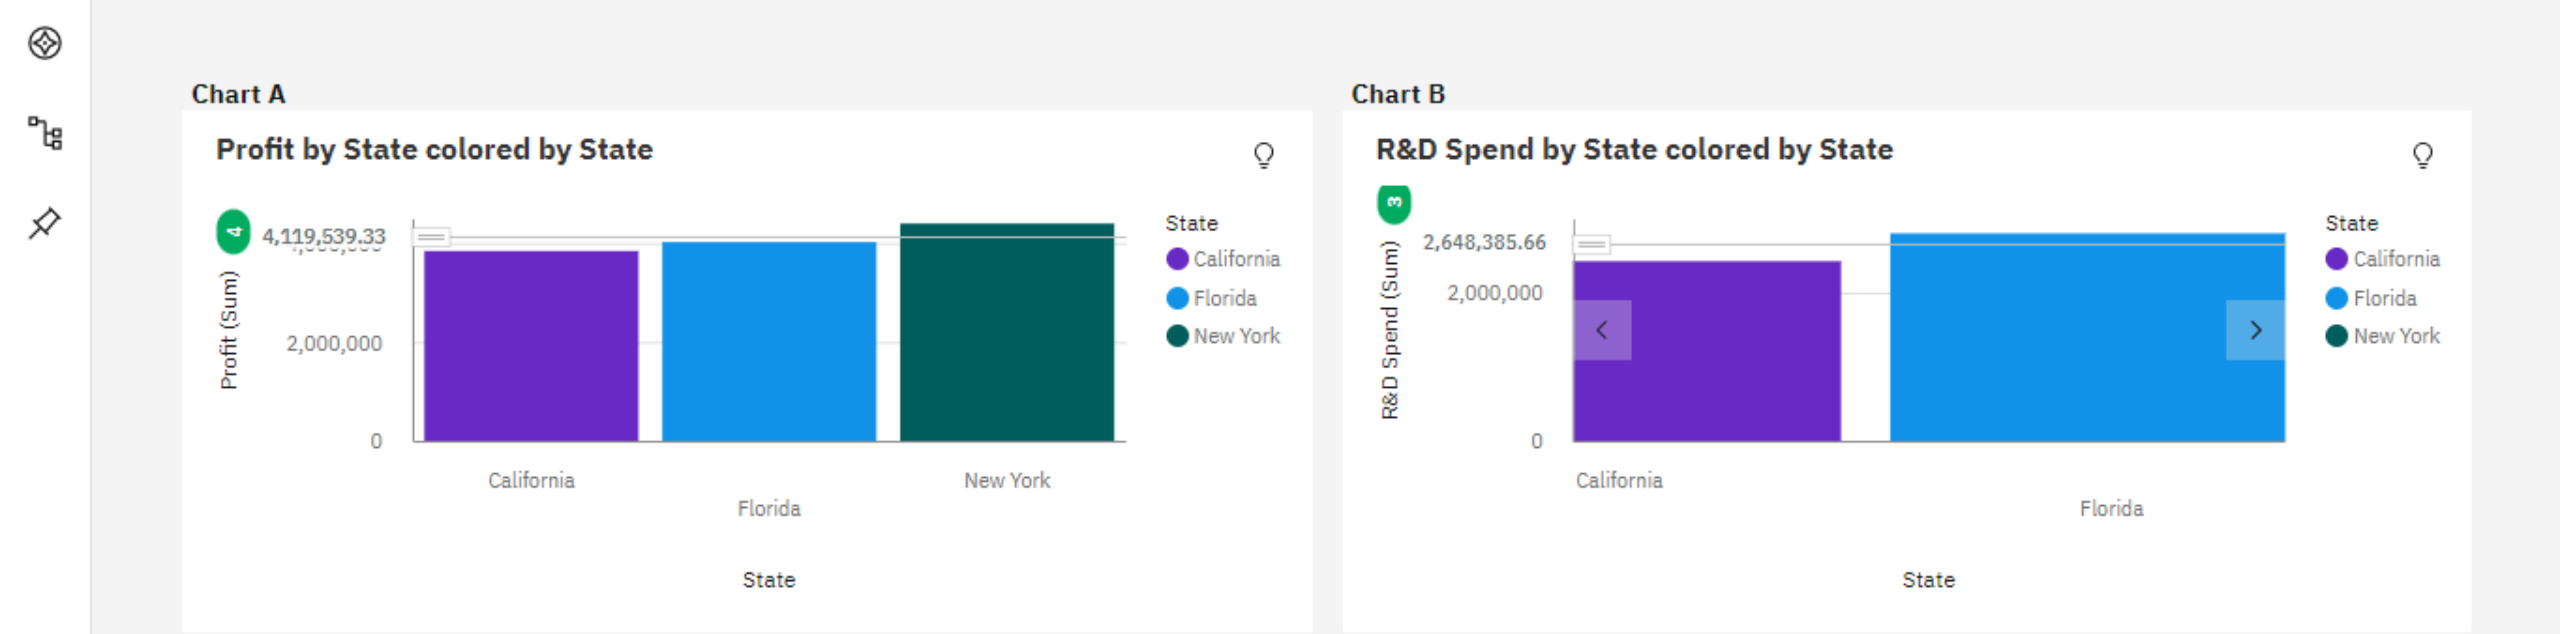 Chart A
Profit by State colored by State
4
4,119,539.33
2,000,000
0
Profit (Sum)
California
Florida
New York
State
State
California
Florida
New York
Chart B
R&D Spend by State colored by State
3
2,648,385.66
2,000,000
0
R&D Spend (Sum)
California
Florida
State
State
California
Florida
New York